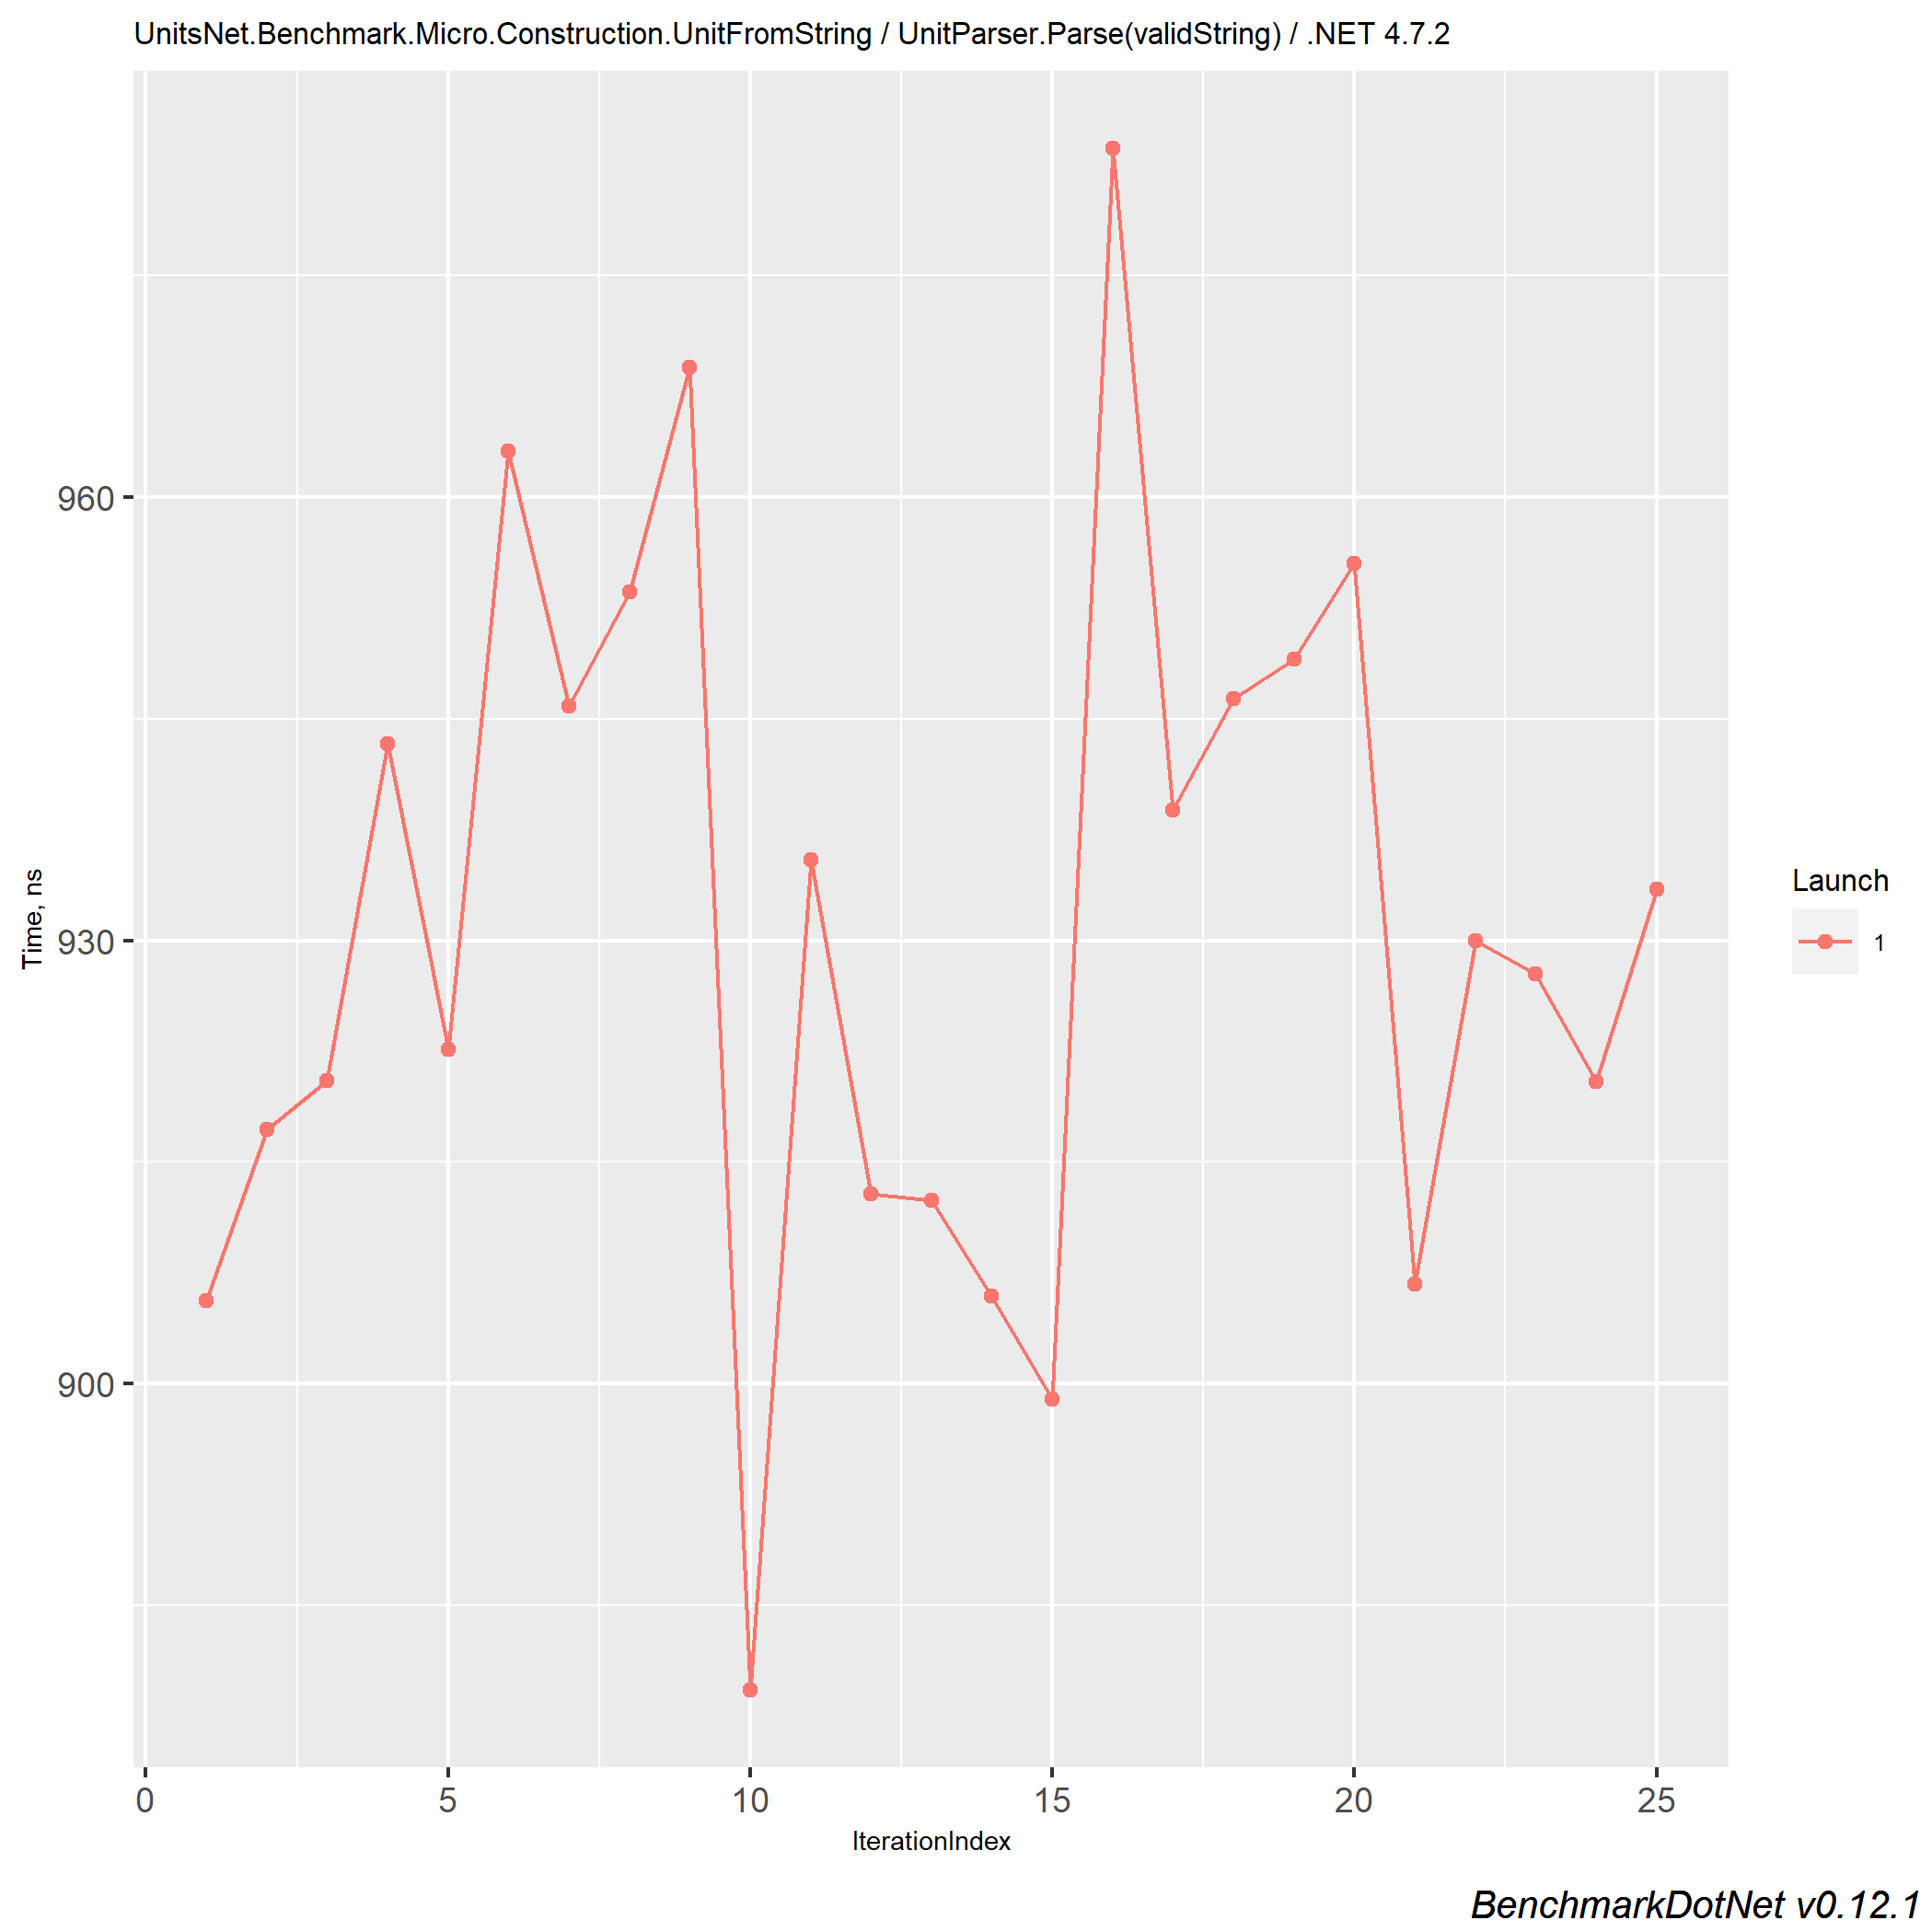 UnitsNet.Benchmark.Micro.Construction.UnitFromString / UnitParser.Parse(validString) / .NET 4.7.2
960
930
900
Time, ns
0 5 10 15 20 25
IterationIndex
Launch
1
BenchmarkDotNet v0.12.1